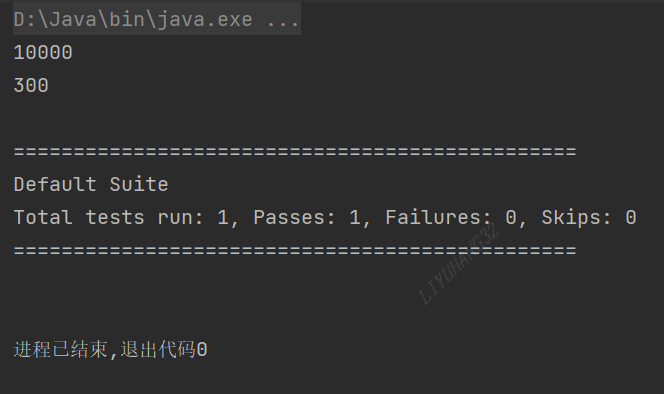 D:\Java\bin\java.exe ...
10000
300
===============================================
Default Suite
Total tests run: 1, Passes: 1, Failures: 0, Skips: 0
===============================================
LIYUHANG32
进程已结束,退出代码0